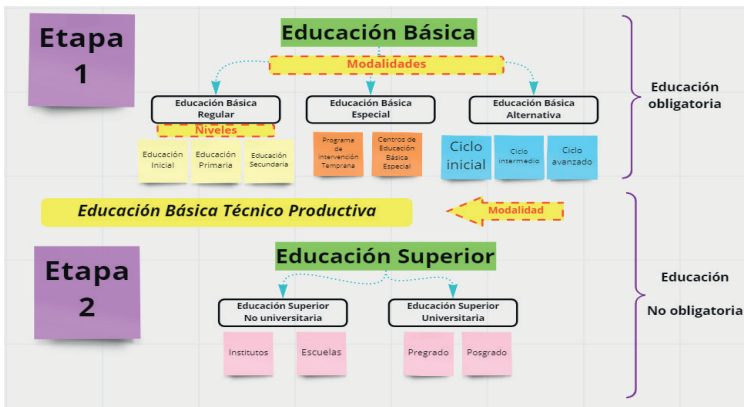 Etapa
1
Educación Básica
Modalidades
Educación Básica
Regular
Educación Básica
Especial
Educación Básica
Alternativa
Niveles
Educación
Inicial
Educación
Primaria
Educación
Secundaria
Programa
de
intervención
Temprana
Centros de
Educación
Básica
Especial
Ciclo
inicial
Ciclo
intermedio
Ciclo
avanzado
Educación
obligatoria
Educación Básica Técnico Productiva
Modalidad
Etapa
2
Educación Superior
Educación Superior
No universitaria
Educación Superior
Universitaria
Institutos
Escuelas
Pregrado
Posgrado
Educación
No obligatoria